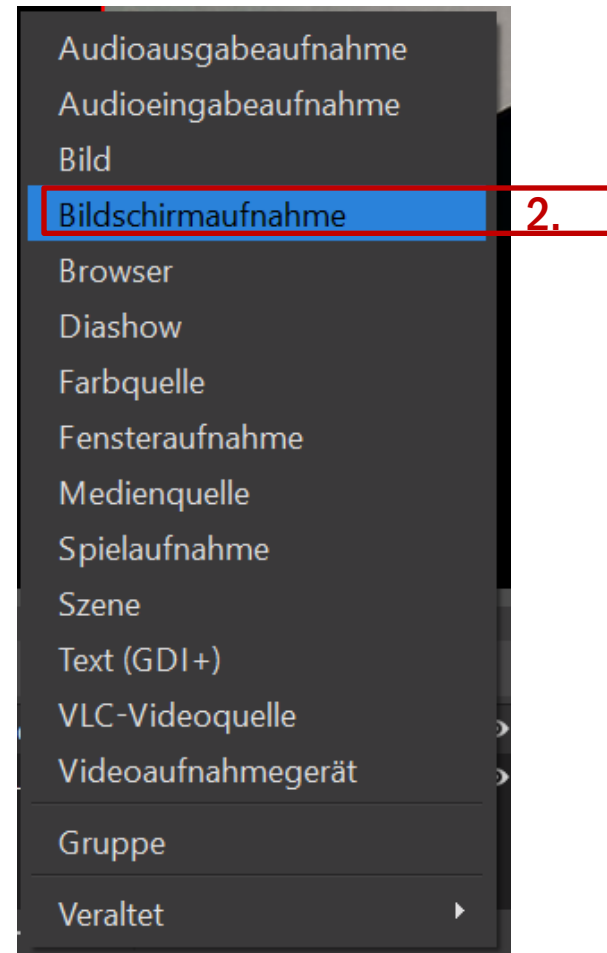 Audioausgabeaufnahme
Audioeingabeaufnahme
Bild
Bildschirmaufnahme 2.
Browser
Diashow
Farbquelle
Fensteraufnahme
Medienquelle
Spielaufnahme
Szene
Text (GDI+)
VLC-Videoquelle
Videoaufnahmegerät
Gruppe
Veraltet